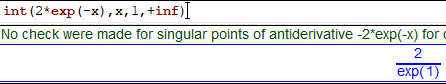 int(2*exp(-x),x,1,+inf)
No check were made for singular points of antiderivative -2*exp(-x) for
2
exp(1)